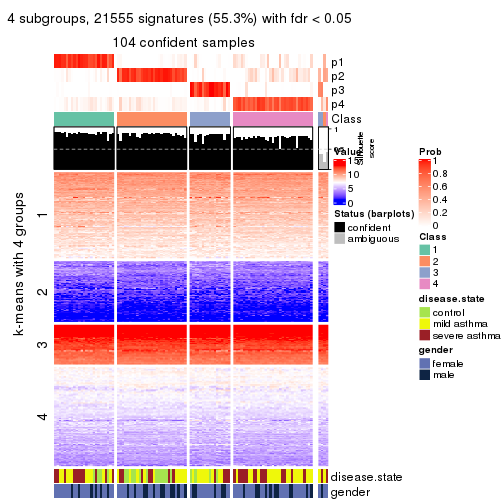 4 subgroups, 21555 signatures (55.3%) with fdr < 0.05
104 confident samples
p1
p2
p3
p4
Class
1
silhouette
score
Value
15
10
5
0
Status (barplots)
confident
ambiguous
Prob
1
0.8
0.6
0.4
0.2
0
Class
1
2
3
4
disease.state
control
mild asthma
severe asthma
gender
female
male
k-means with 4 groups
1
2
3
4
disease.state
gender